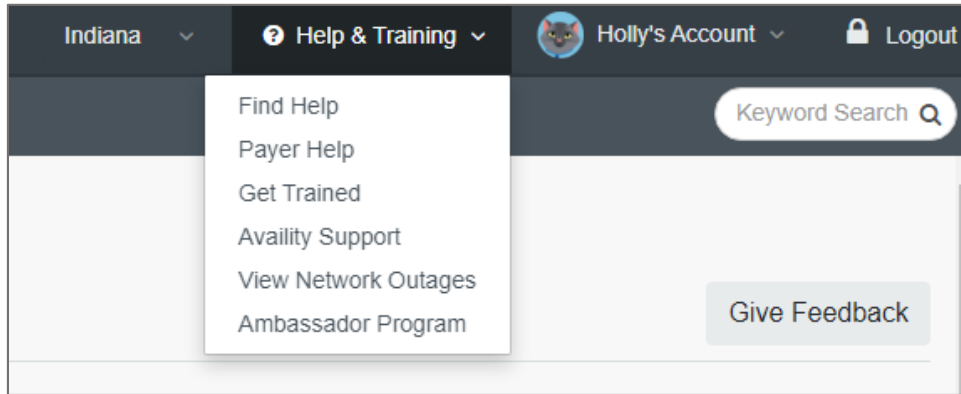 Indiana
Help & Training
Holly's Account
Logout
Keyword Search
Find Help
Payer Help
Get Trained
Availity Support
View Network Outages
Ambassador Program
Give Feedback